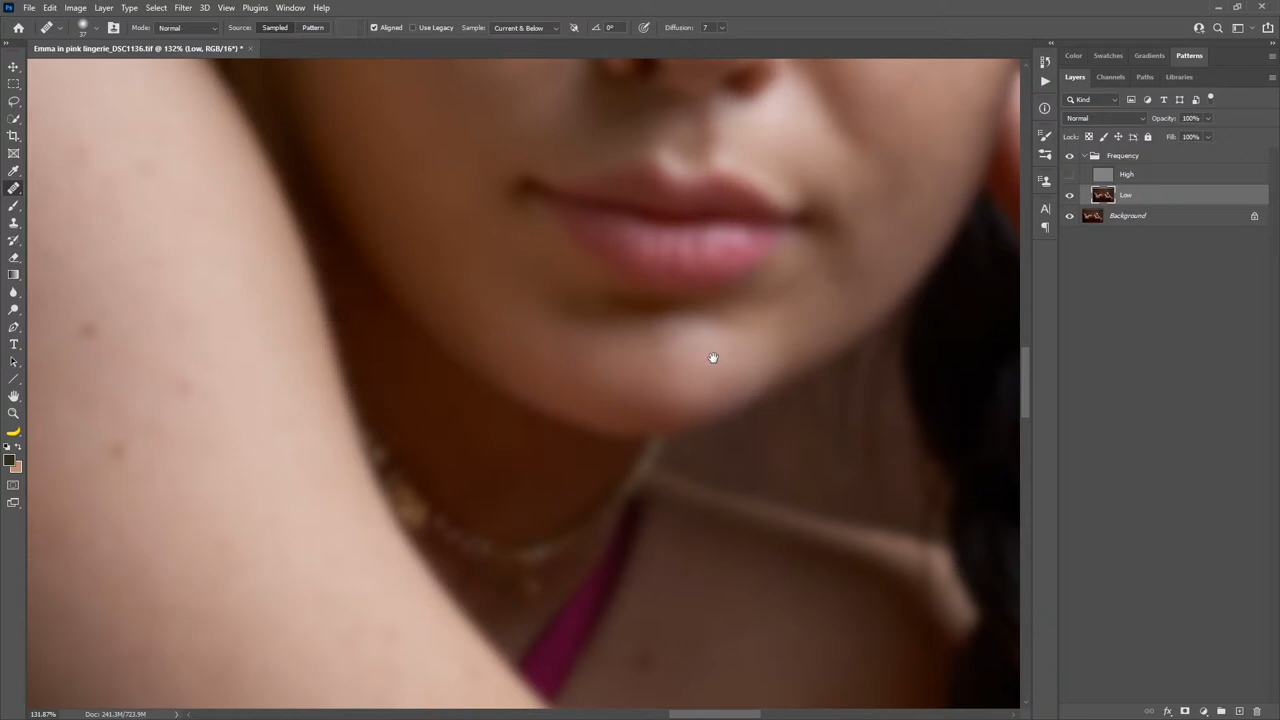 File Edit Image Layer Type Select Filter 3D View Plugins Window Help
37 Mode: Normal Source: Sampled Pattern Aligned Use Legacy Sample: Current & Below 0° Diffusion: 7
Emma in pink lingerie_DSC1136.tif @ 132% (Low, RGB/16*) *
Color Swatches Gradients Patterns
Layers Channels Paths Libraries
Kind
Normal Opacity: 100%
Lock: Fill: 100%
Frequency
High
Low
Background
131.87% Doc: 241.3M/723.9M